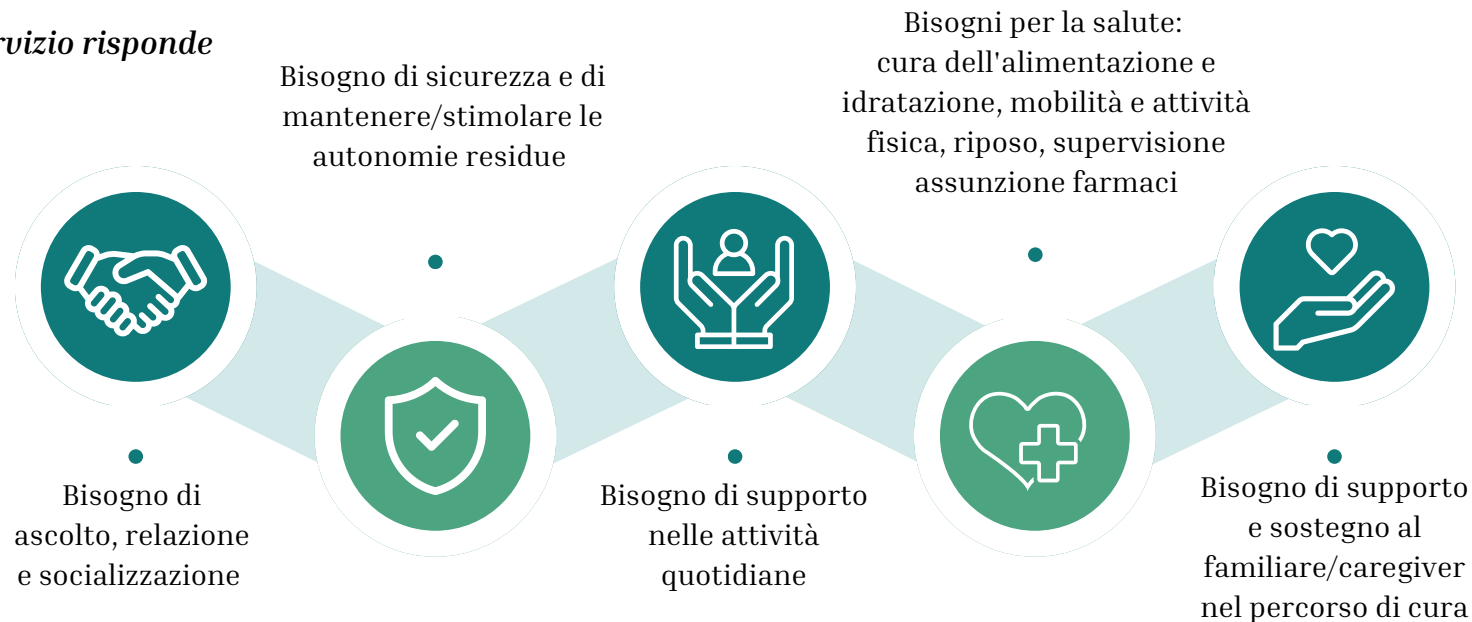 risponde
Bisogno di
ascolto, relazione
e socializzazione
Bisogno di sicurezza e di
mantenere/stimolare le
autonomie residue
Bisogno di supporto
nelle attività
quotidiane
Bisogni per la salute:
cura dell'alimentazione e
idratazione, mobilità e attività
fisica, riposo, supervisione
assunzione farmaci
Bisogno di supporto
e sostegno al
familiare/caregiver
nel percorso di cura